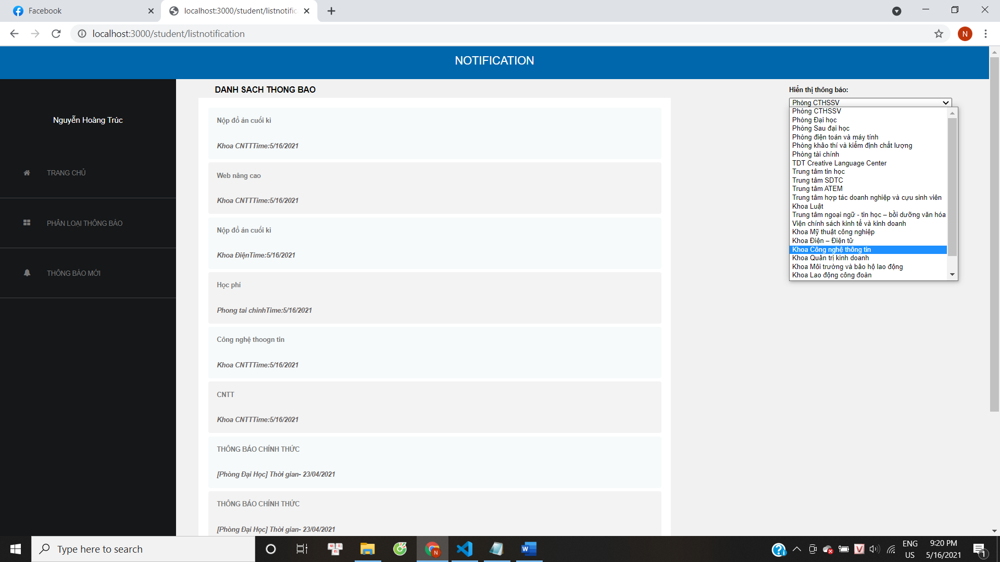 Facebook
localhost:3000/student/listnotific
localhost:3000/student/listnotification
N
NOTIFICATION
Nguyễn Hoàng Trúc
TRANG CHỦ
PHÂN LOẠI THÔNG BÁO
THÔNG BÁO MỚI
DANH SACH THONG BAO
Nộp đồ án cuối kì
Khoa CNTTTime:5/16/2021
Web nâng cao
Khoa CNTTTime:5/16/2021
Nộp đồ án cuối kì
Khoa ĐiệnTime:5/16/2021
Học phí
Phong tai chinhTime:5/16/2021
Công nghệ thoogn tin
Khoa CNTTTime:5/16/2021
CNTT
Khoa CNTTTime:5/16/2021
THÔNG BÁO CHÍNH THỨC
[Phòng Đại Học] Thời gian- 23/04/2021
THÔNG BÁO CHÍNH THỨC
[Phòng Đại Học] Thời gian- 23/04/2021
Hiển thị thông báo:
Phòng CTHSSV
Phòng CTHSSV
Phòng Đại học
Phòng Sau đại học
Phòng điện toán và máy tính
Phòng khảo thí và kiểm định chất lượng
Phòng tài chính
TDT Creative Language Center
Trung tâm tin học
Trung tâm SDTC
Trung tâm ATEM
Trung tâm hợp tác doanh nghiệp và cựu sinh viên
Khoa Luật
Trung tâm ngoại ngữ - tin học – bồi dưỡng văn hóa
Viện chính sách kinh tế và kinh doanh
Khoa Mỹ thuật công nghiệp
Khoa Điện – Điện tử
Khoa Công nghệ thông tin
Khoa Quản trị kinh doanh
Khoa Môi trường và bảo hộ lao động
Khoa Lao động công đoàn
Type here to search
ENG
US
9:20 PM
5/16/2021
1